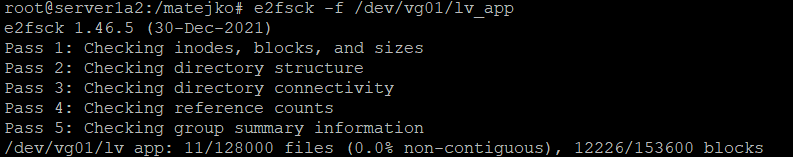 root@server1a2:/matejko# e2fsck -f /dev/vg01/lv_app
e2fsck 1.46.5 (30-Dec-2021)
Pass 1: Checking inodes, blocks, and sizes
Pass 2: Checking directory structure
Pass 3: Checking directory connectivity
Pass 4: Checking reference counts
Pass 5: Checking group summary information
/dev/vg01/lv app: 11/128000 files (0.0% non-contiguous), 12226/153600 blocks